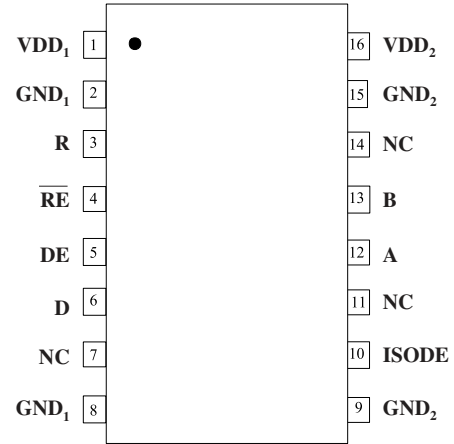 VDD₁ 1 16 VDD₂
GND₁ 2 15 GND₂
R 3 14 NC
R̅E̅ 4 13 B
DE 5 12 A
D 6 11 NC
NC 7 10 ISODE
GND₁ 8 9 GND₂